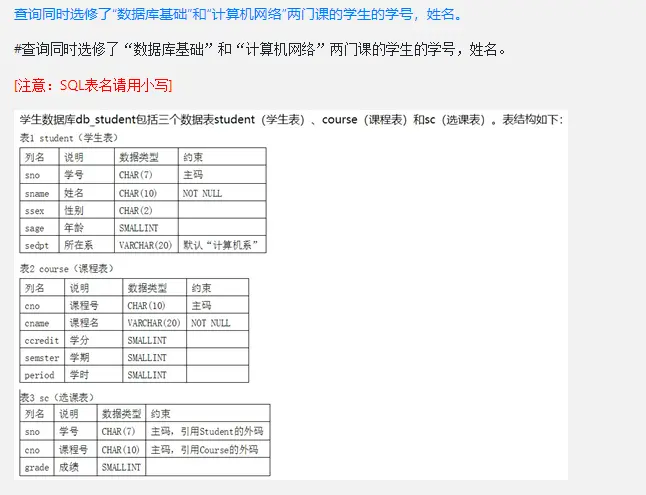 查询同时选修了“数据库基础”和“计算机网络”两门课的学生的学号，姓名。
#查询同时选修了“数据库基础”和“计算机网络”两门课的学生的学号，姓名。
[注意：SQL表名请用小写]
学生数据库db_student包括三个数据表student（学生表）、course（课程表）和sc（选课表）。表结构如下：
表1 student（学生表）
列名 说明 数据类型 约束
sno 学号 CHAR(7) 主码
sname 姓名 CHAR(10) NOT NULL
ssex 性别 CHAR(2)
sage 年龄 SMALLINT
sedpt 所在系 VARCHAR(20) 默认“计算机系”
表2 course（课程表）
列名 说明 数据类型 约束
cno 课程号 CHAR(10) 主码
cname 课程名 VARCHAR(20) NOT NULL
ccredit 学分 SMALLINT
semster 学期 SMALLINT
period 学时 SMALLINT
表3 sc（选课表）
列名 说明 数据类型 约束
sno 学号 CHAR(7) 主码，引用Student的外码
cno 课程号 CHAR(10) 主码，引用Course的外码
grade 成绩 SMALLINT